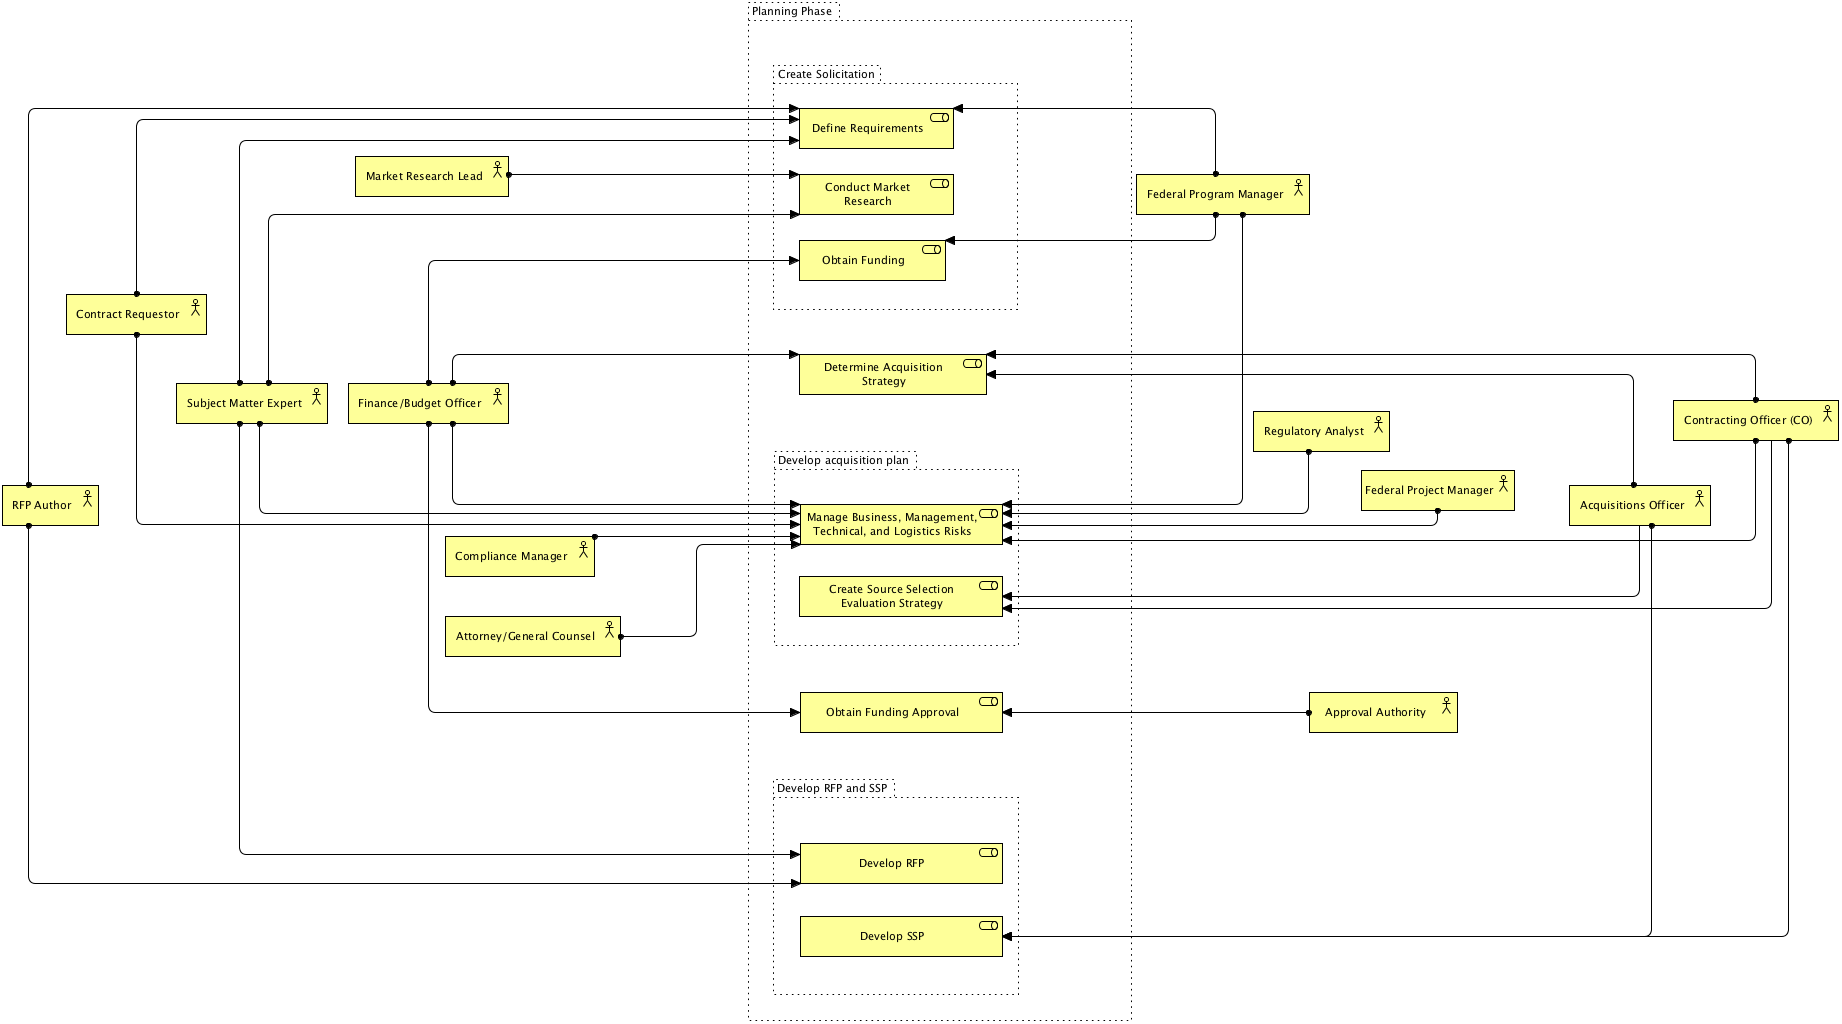 Planning Phase
Create Solicitation
Define Requirements
Market Research Lead
Conduct Market
Research
Federal Program Manager
Obtain Funding
Contract Requestor
Determine Acquisition
Strategy
Subject Matter Expert
Finance/Budget Officer
Contracting Officer (CO)
Regulatory Analyst
Develop acquisition plan
Federal Project Manager
RFP Author
Acquisitions Officer
Manage Business, Management,
Technical, and Logistics Risks
Compliance Manager
Create Source Selection
Evaluation Strategy
Attorney/General Counsel
Obtain Funding Approval
Approval Authority
Develop RFP and SSP
Develop RFP
Develop SSP